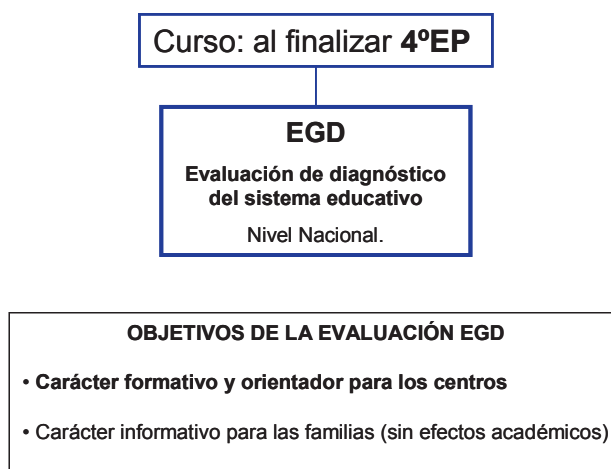 Curso: al finalizar 4ºEP
EGD
Evaluación de diagnóstico
del sistema educativo
Nivel Nacional.
OBJETIVOS DE LA EVALUACIÓN EGD
• Carácter formativo y orientador para los centros
• Carácter informativo para las familias (sin efectos académicos)